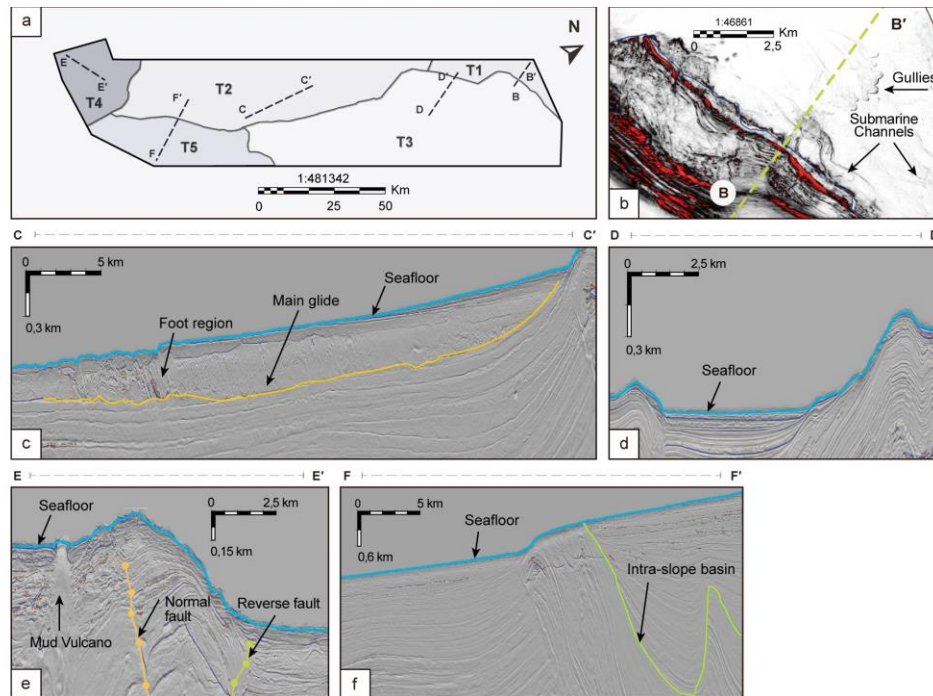 a
N
E
E'
T4
T2
F'
F
T5
C
C'
T3
D
D'
T1
B'
B
1:481342
Km
0 25 50
1:46861
Km
0 2,5
B'
Gullies
Submarine
Channels
B
b
C C'
0 5 km
0,3 km
Seafloor
Main glide
Foot region
c
D D
0 2,5 km
0,3 km
Seafloor
d
E E'
Seafloor
0 2,5 km
0,15 km
Mud Vulcano
Normal
fault
Reverse fault
e
F F'
0 5 km
0,6 km
Seafloor
Intra-slope basin
f